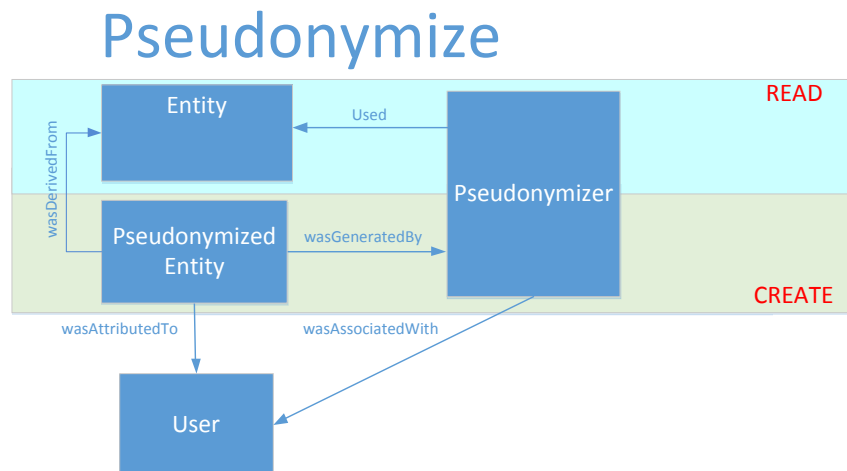 Pseudonymize
READ
Entity
Used
wasDerivedFrom
Pseudonymizer
Pseudonymized
Entity
wasGeneratedBy
CREATE
wasAttributedTo
wasAssociatedWith
User